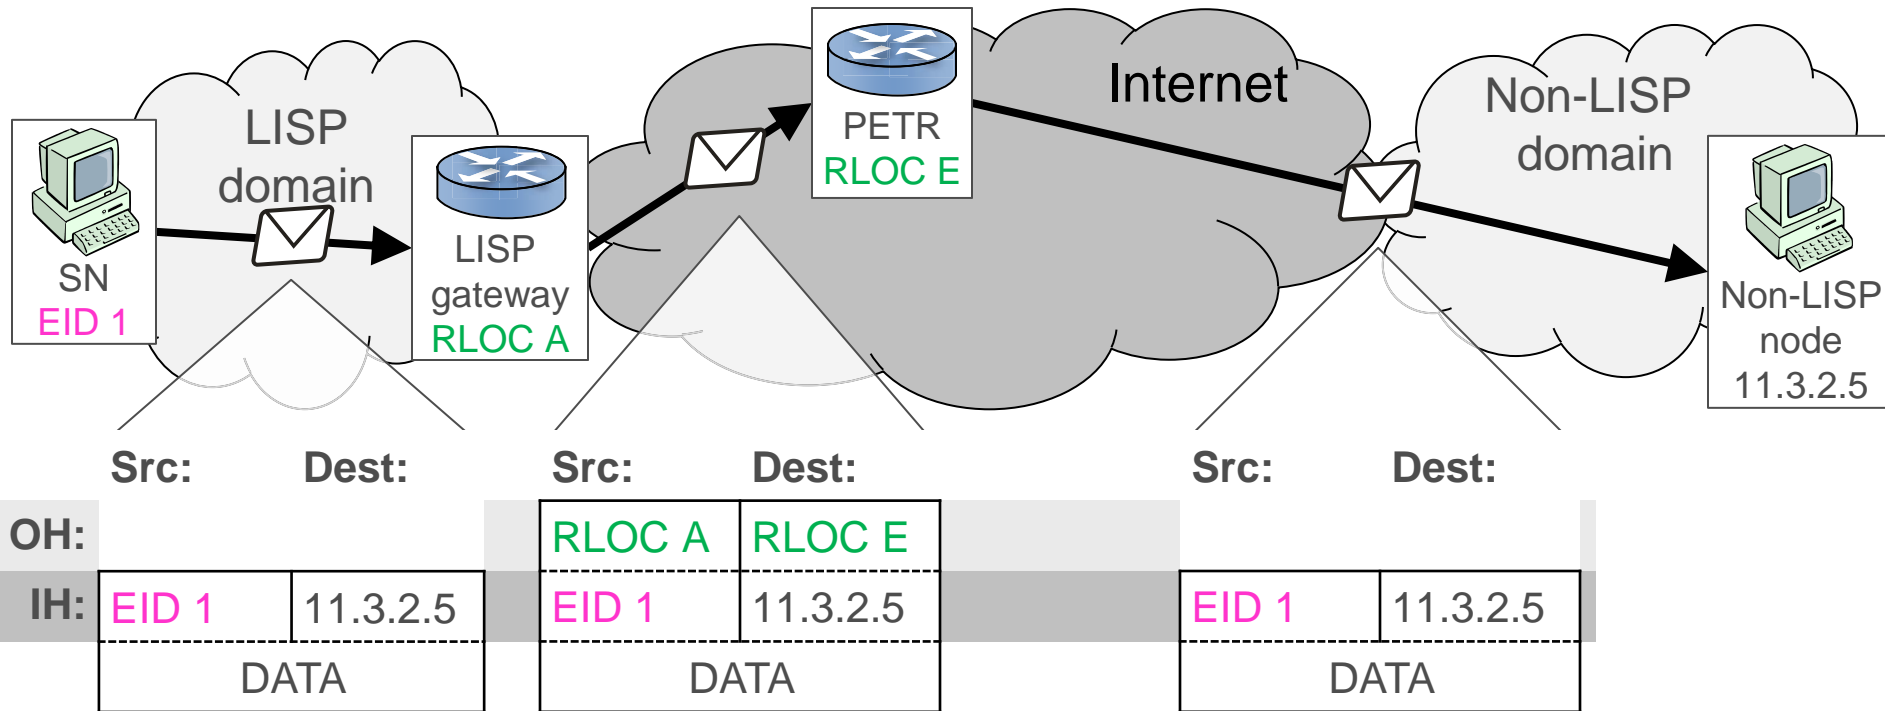 LISP
domain
SN
EID 1
LISP
gateway
RLOC A
PETR
RLOC E
Internet
Non-LISP
domain
Non-LISP
node
11.3.2.5
Src: Dest: Src: Dest: Src: Dest:
OH: RLOC A RLOC E
IH: EID 1 11.3.2.5 EID 1 11.3.2.5 EID 1 11.3.2.5
DATA DATA DATA